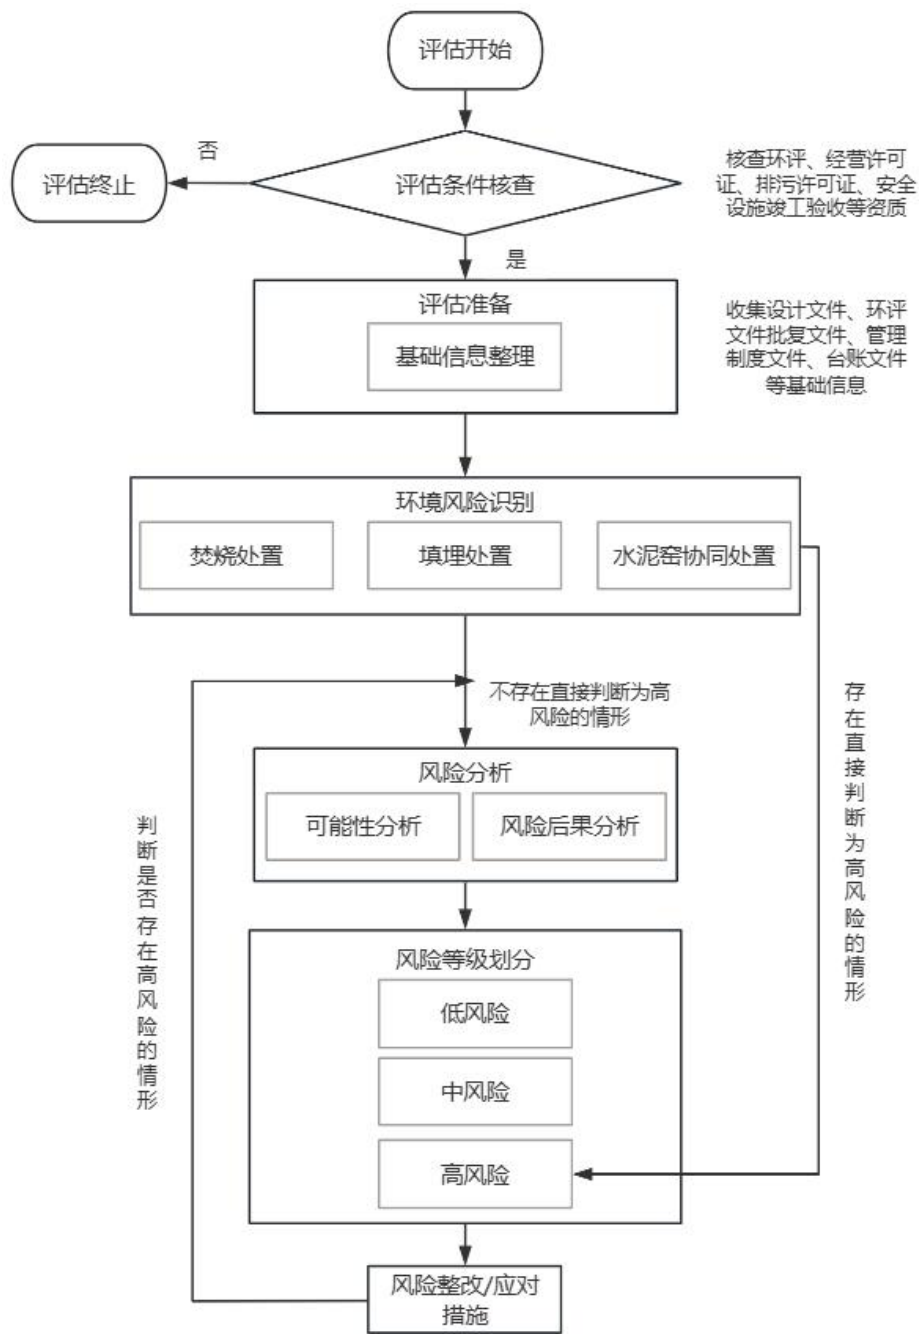 评估开始
否
评估终止
评估条件核查
核查环评、经营许可
证、排污许可证、安全
设施竣工验收等资质
是
评估准备
基础信息整理
收集设计文件、环评
文件批复文件、管理
制度文件、台账文件
等基础信息
环境风险识别
焚烧处置
填埋处置
水泥窑协同处置
不存在直接判断为高
风险的情形
存在直接判断为高风险的情形
风险分析
可能性分析
风险后果分析
判断是否存在高风险的情形
风险等级划分
低风险
中风险
高风险
风险整改/应对
措施